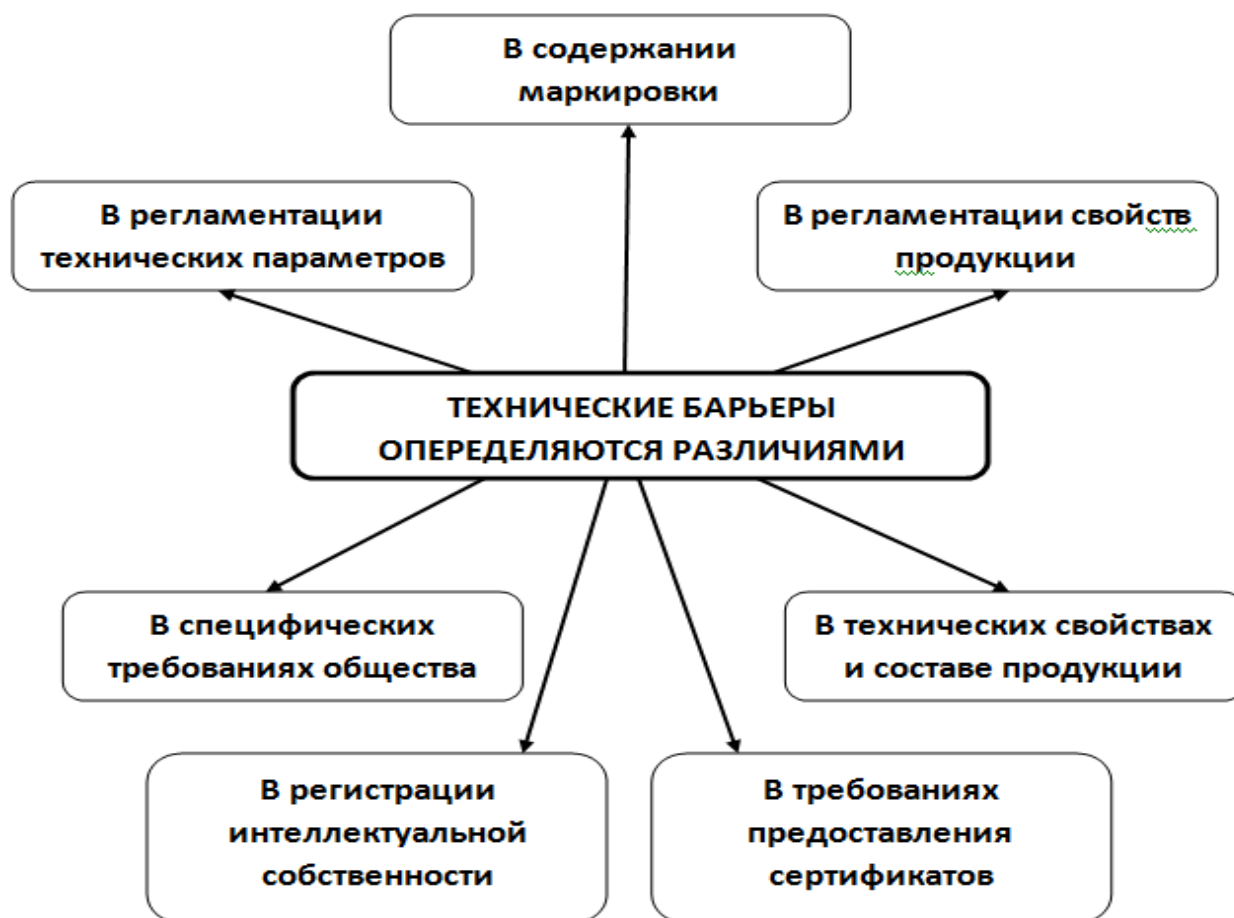 В содержании
маркировки
В регламентации
технических параметров
В регламентации свойств
продукции
ТЕХНИЧЕСКИЕ БАРЬЕРЫ
ОПЕРЕДЕЛЯЮТСЯ РАЗЛИЧИЯМИ
В специфических
требованиях общества
В технических свойствах
и составе продукции
В регистрации
интеллектуальной
собственности
В требованиях
предоставления
сертификатов